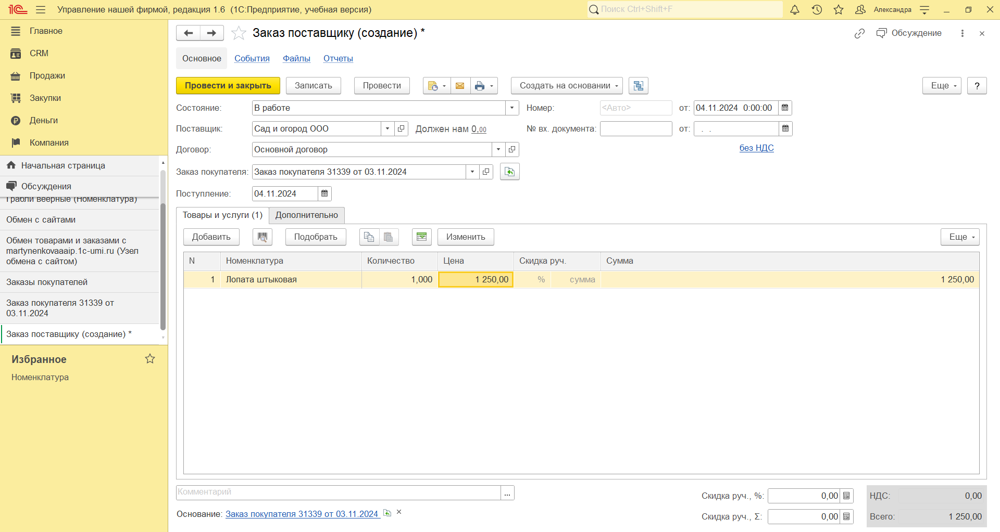 1С Управление нашей фирмой, редакция 1.6 (1С:Предприятие, учебная версия)
Поиск Ctrl+Shift+F
Александра
Главное
CRM
Продажи
Закупки
Деньги
Компания
Начальная страница
Обсуждения
Грабли веерные (Номенклатура)
Обмен с сайтами
Обмен товарами и заказами с
martynenkovaaaip.1c-umi.ru (Узел
обмена с сайтом)
Заказы покупателей
Заказ покупателя 31339 от
03.11.2024
Заказ поставщику (создание) *
Избранное
Номенклатура
Заказ поставщику (создание) *
Обсуждение
Основное События Файлы Отчеты
Провести и закрыть Записать Провести Создать на основании Еще ?
Состояние: В работе Номер: <Авто> от: 04.11.2024 0:00:00
Поставщик: Сад и огород ООО Должен нам 0,00 № вх. документа: от: . .
Договор: Основной договор без НДС
Заказ покупателя: Заказ покупателя 31339 от 03.11.2024
Поступление: 04.11.2024
Товары и услуги (1) Дополнительно
Добавить Подобрать Изменить Еще
N Номенклатура Количество Цена Скидка руч. Сумма
1 Лопата штыковая 1,000 1 250,00 % сумма 1 250,00
Комментарий ...
Скидка руч., %: 0,00 НДС: 0,00
Основание: Заказ покупателя 31339 от 03.11.2024
Скидка руч., Σ: 0,00 Всего: 1 250,00